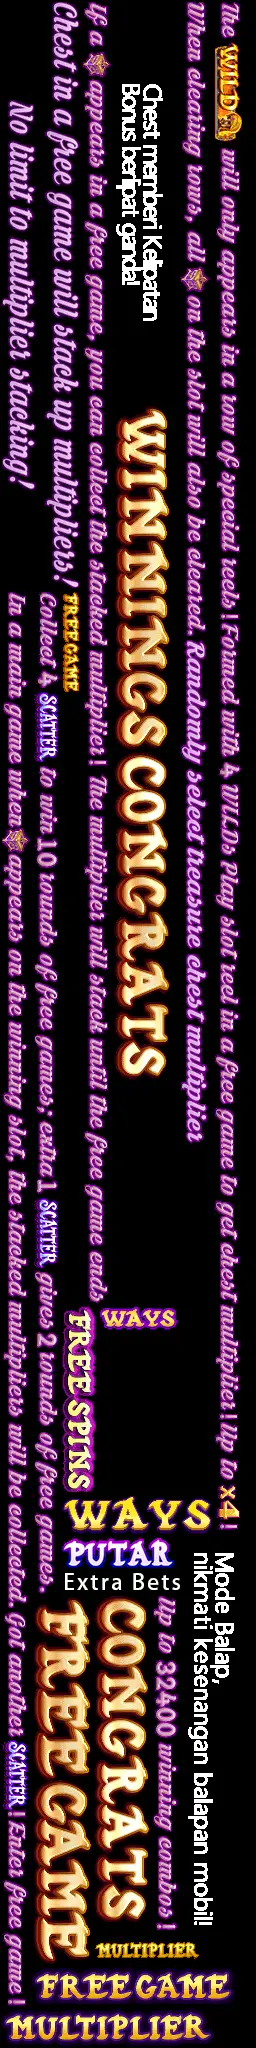 The WILD will only appears in a row of special reels! Formed with 4 WILDs Play slot reel in a free game to get chest multiplier! Up to ×4!
When clearing rows, all on the slot will also be cleared. Randomly select treasure chest multiplier
Chest memberi Kelipatan
Bonus berlipat ganda!
WINNINGS CONGRATS
If a appears in a free game, you can collect the stacked multiplier! The multiplier will stack until the free game ends
Chest in a free game will stack up multipliers!
No limit to multiplier stacking!
FREE GAME
Collect 4 SCATTER to win 10 rounds of free games; extra 1 SCATTER gives 2 rounds of free games.
In a main game when appears on the winning slot, the stacked multipliers will be collected. Got another SCATTER! Enter free game!
WAYS
FREE SPINS
WAYS
PUTAR
Extra Bets
Mode Balap,
nikmati kesenangan balapan mobil!
Up to 32400 winning combos!
CONGRATS
FREE GAME
MULTIPLIER
FREE GAME
MULTIPLIER